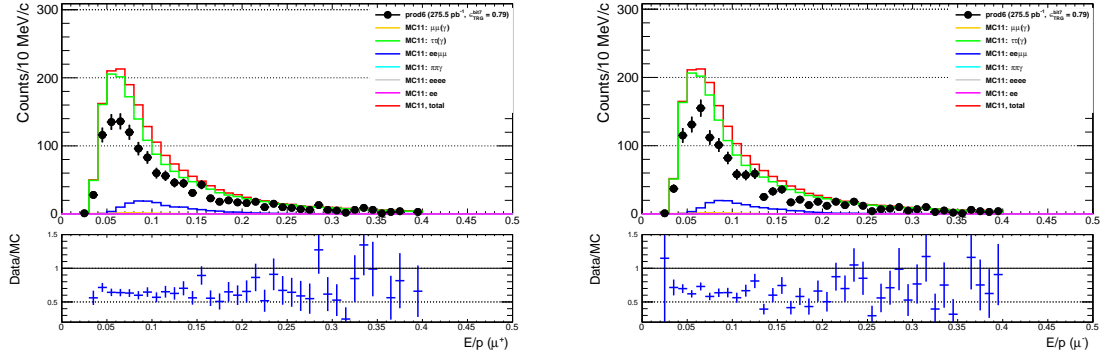 Counts/10 MeV/c
300
200
100
0
prod6 (275.5 pb⁻¹, ε_TRG^bit7 = 0.79)
MC11: μμ(γ)
MC11: ττ(γ)
MC11: eeμμ
MC11: ππγ
MC11: eeee
MC11: ee
MC11, total
0 0.05 0.1 0.15 0.2 0.25 0.3 0.35 0.4 0.45 0.5
Data/MC
1.5
1
0.5
0 0.05 0.1 0.15 0.2 0.25 0.3 0.35 0.4 0.45 0.5
E/p (μ⁺)
Counts/10 MeV/c
300
200
100
0
prod6 (275.5 pb⁻¹, ε_TRG^bit7 = 0.79)
MC11: μμ(γ)
MC11: ττ(γ)
MC11: eeμμ
MC11: ππγ
MC11: eeee
MC11: ee
MC11, total
0 0.05 0.1 0.15 0.2 0.25 0.3 0.35 0.4 0.45 0.5
Data/MC
1.5
1
0.5
0 0.05 0.1 0.15 0.2 0.25 0.3 0.35 0.4 0.45 0.5
E/p (μ⁻)